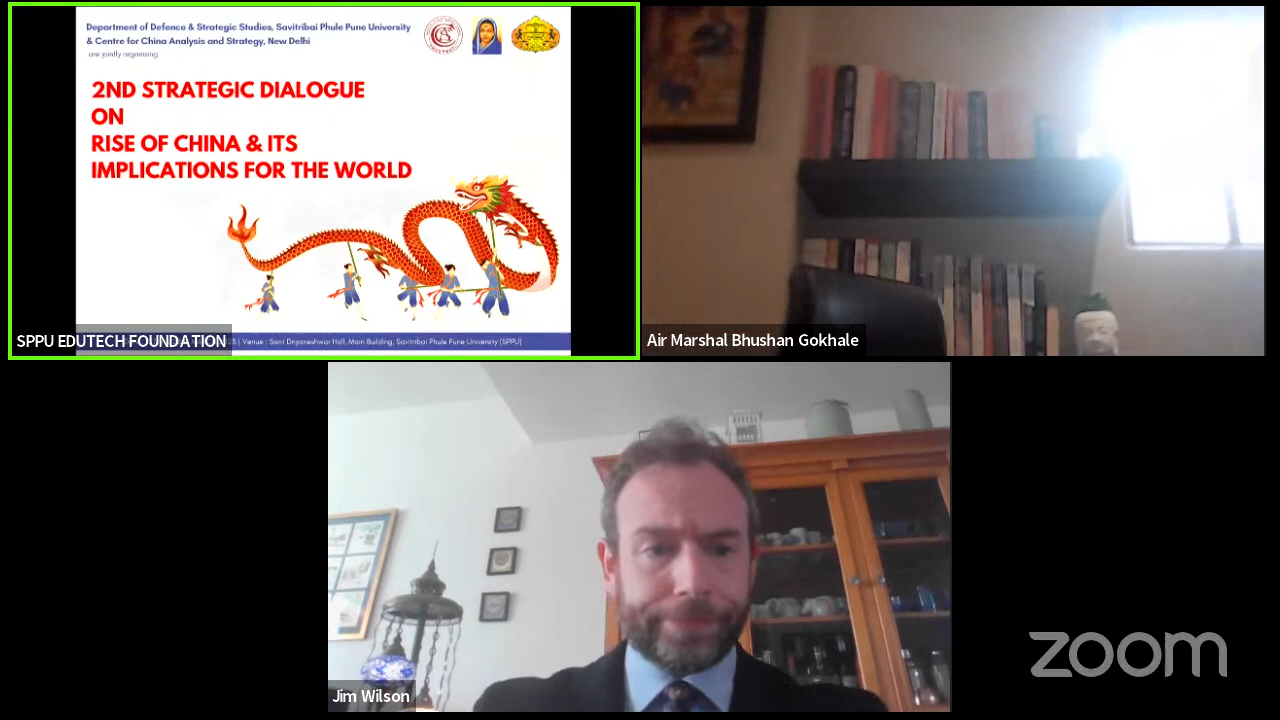 Department of Defence & Strategic Studies, Savitribai Phule Pune University
& Centre for China Analysis and Strategy, New Delhi
are jointly organising
2ND STRATEGIC DIALOGUE
ON
RISE OF CHINA & ITS
IMPLICATIONS FOR THE WORLD
SPPU EDUTECH FOUNDATION
| Venue : Sant Dnyaneshwar Hall, Main Building, Savitribai Phule Pune University (SPPU)
Air Marshal Bhushan Gokhale
Jim Wilson
zoom